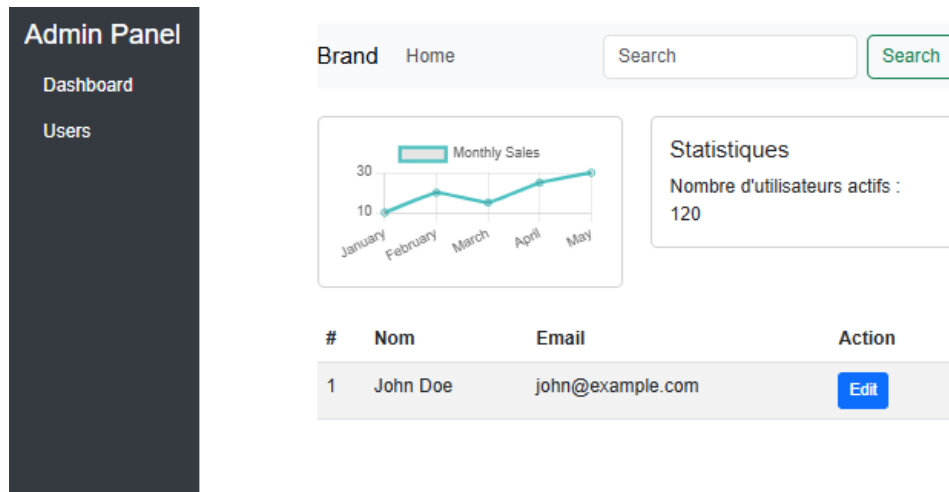 Admin Panel
Dashboard
Users
Brand Home Search Search
Monthly Sales
30
10
January February March April May
Statistiques
Nombre d'utilisateurs actifs :
120
# Nom Email Action
1 John Doe john@example.com Edit